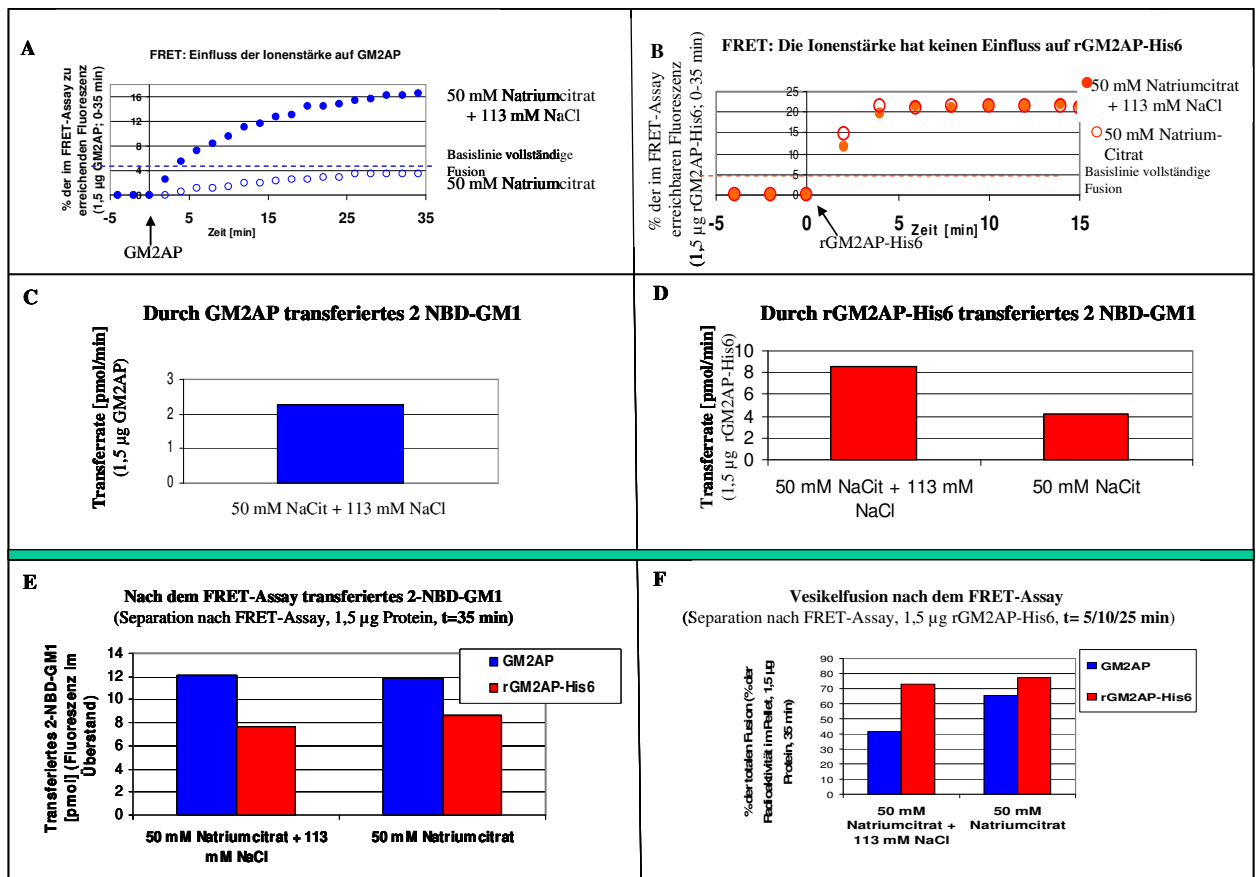 A
FRET: Einfluss der Ionenstärke auf GM2AP
% der im FRET-Assay zu
erreichenden Fluoreszenz
(1,5 µg GM2AP; 0-35 min)
16
12
8
4
0
-5
5
15
25
35
Zeit [min]
GM2AP
50 mM Natriumcitrat
+ 113 mM NaCl
Basislinie vollständige
Fusion
50 mM Natriumcitrat
B
FRET: Die Ionenstärke hat keinen Einfluss auf rGM2AP-His6
% der im FRET-Assay
erreichbaren Fluoreszenz
(1,5 µg rGM2AP-His6; 0-35 min)
25
20
15
10
5
0
-5
0
5
10
15
Zeit [min]
rGM2AP-His6
50 mM Natriumcitrat
+ 113 mM NaCl
50 mM Natrium-
Citrat
Basislinie vollständige
Fusion
C
Durch GM2AP transferiertes 2 NBD-GM1
Transferrate [pmol/min]
(1,5 µg GM2AP)
3
2
1
0
50 mM NaCit + 113 mM NaCl
D
Durch rGM2AP-His6 transferiertes 2 NBD-GM1
Transferrate [pmol/min]
(1,5 µg rGM2AP-His6)
10
8
6
4
2
0
50 mM NaCit + 113 mM
NaCl
50 mM NaCit
E
Nach dem FRET-Assay transferiertes 2-NBD-GM1
(Separation nach FRET-Assay, 1,5 µg Protein, t=35 min)
Transferiertes 2-NBD-GM1
[pmol] (Fluoreszenz im
Überstand)
14
12
10
8
6
4
2
0
50 mM Natriumcitrat + 113
mM NaCl
50 mM Natriumcitrat
GM2AP
rGM2AP-His6
F
Vesikelfusion nach dem FRET-Assay
(Separation nach FRET-Assay, 1,5 µg rGM2AP-His6, t= 5/10/25 min)
% der totalen Fusion (% der
Radioaktivität im Pellet, 1,5 µg
Protein, 35 min)
90
80
70
60
50
40
30
20
10
0
50 mM
Natriumcitrat +
113 mM NaCl
50 mM
Natriumcitrat
GM2AP
rGM2AP-His6